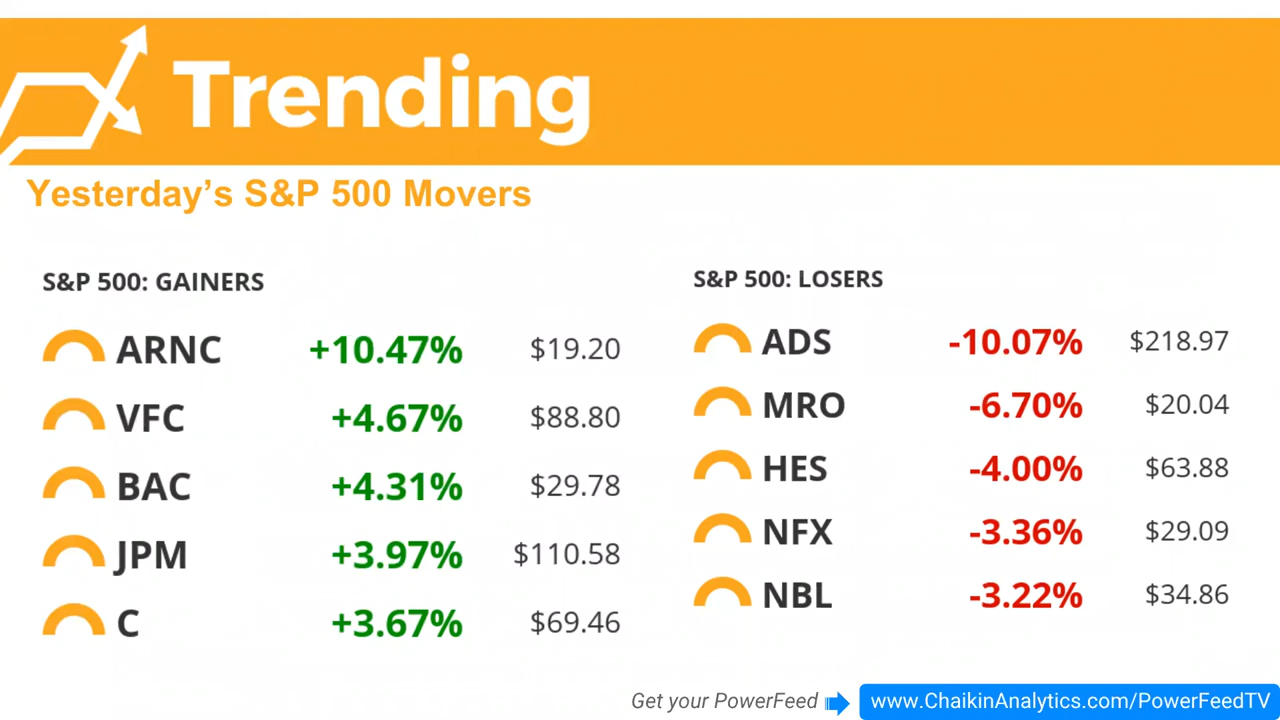 Trending
Yesterday’s S&P 500 Movers
S&P 500: GAINERS
ARNC +10.47% $19.20
VFC +4.67% $88.80
BAC +4.31% $29.78
JPM +3.97% $110.58
C +3.67% $69.46
S&P 500: LOSERS
ADS -10.07% $218.97
MRO -6.70% $20.04
HES -4.00% $63.88
NFX -3.36% $29.09
NBL -3.22% $34.86
Get your PowerFeed www.ChaikinAnalytics.com/PowerFeedTV